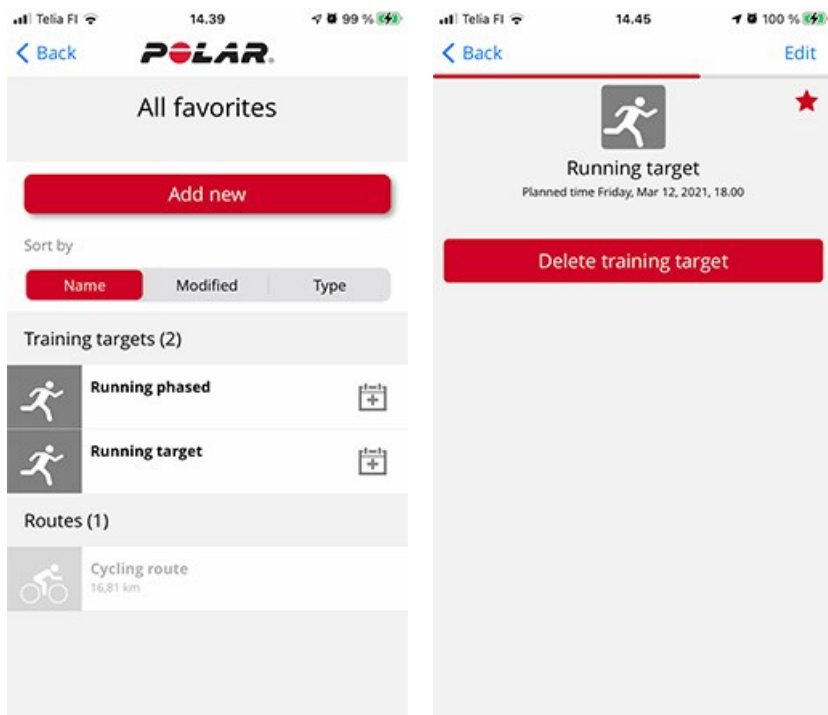 Telia FI 14.39 99 %
Back POLAR
All favorites
Add new
Sort by
Name Modified Type
Training targets (2)
Running phased
Running target
Routes (1)
Cycling route
16,81 km
Telia FI 14.45 100 %
Back Edit
Running target
Planned time Friday, Mar 12, 2021, 18.00
Delete training target